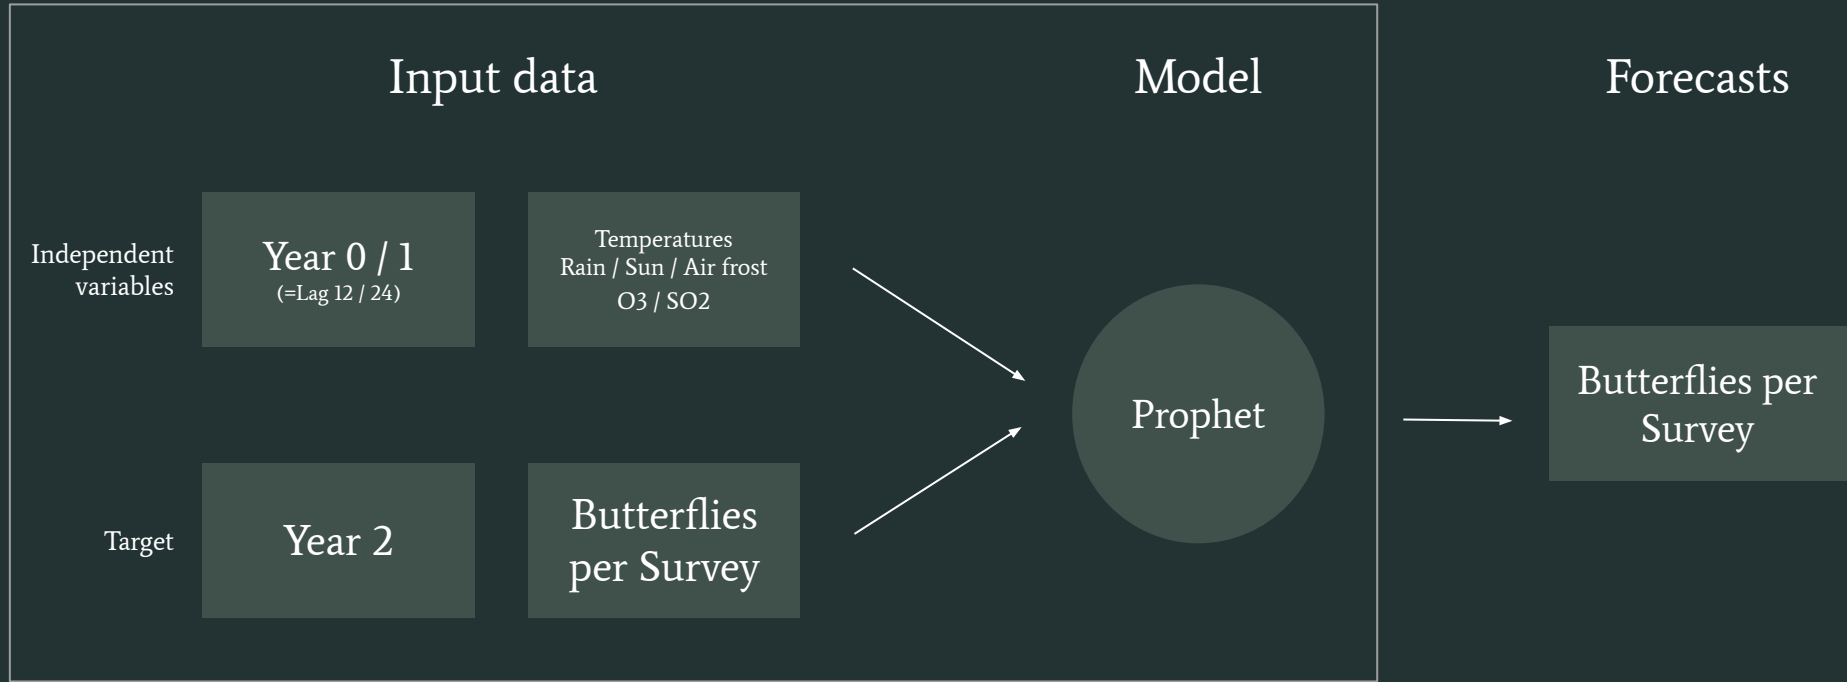 Input data
Model
Forecasts
Independent
variables
Year 0 / 1
(=Lag 12 / 24)
Temperatures
Rain / Sun / Air frost
O3 / SO2
Prophet
Butterflies per
Survey
Target
Year 2
Butterflies
per Survey